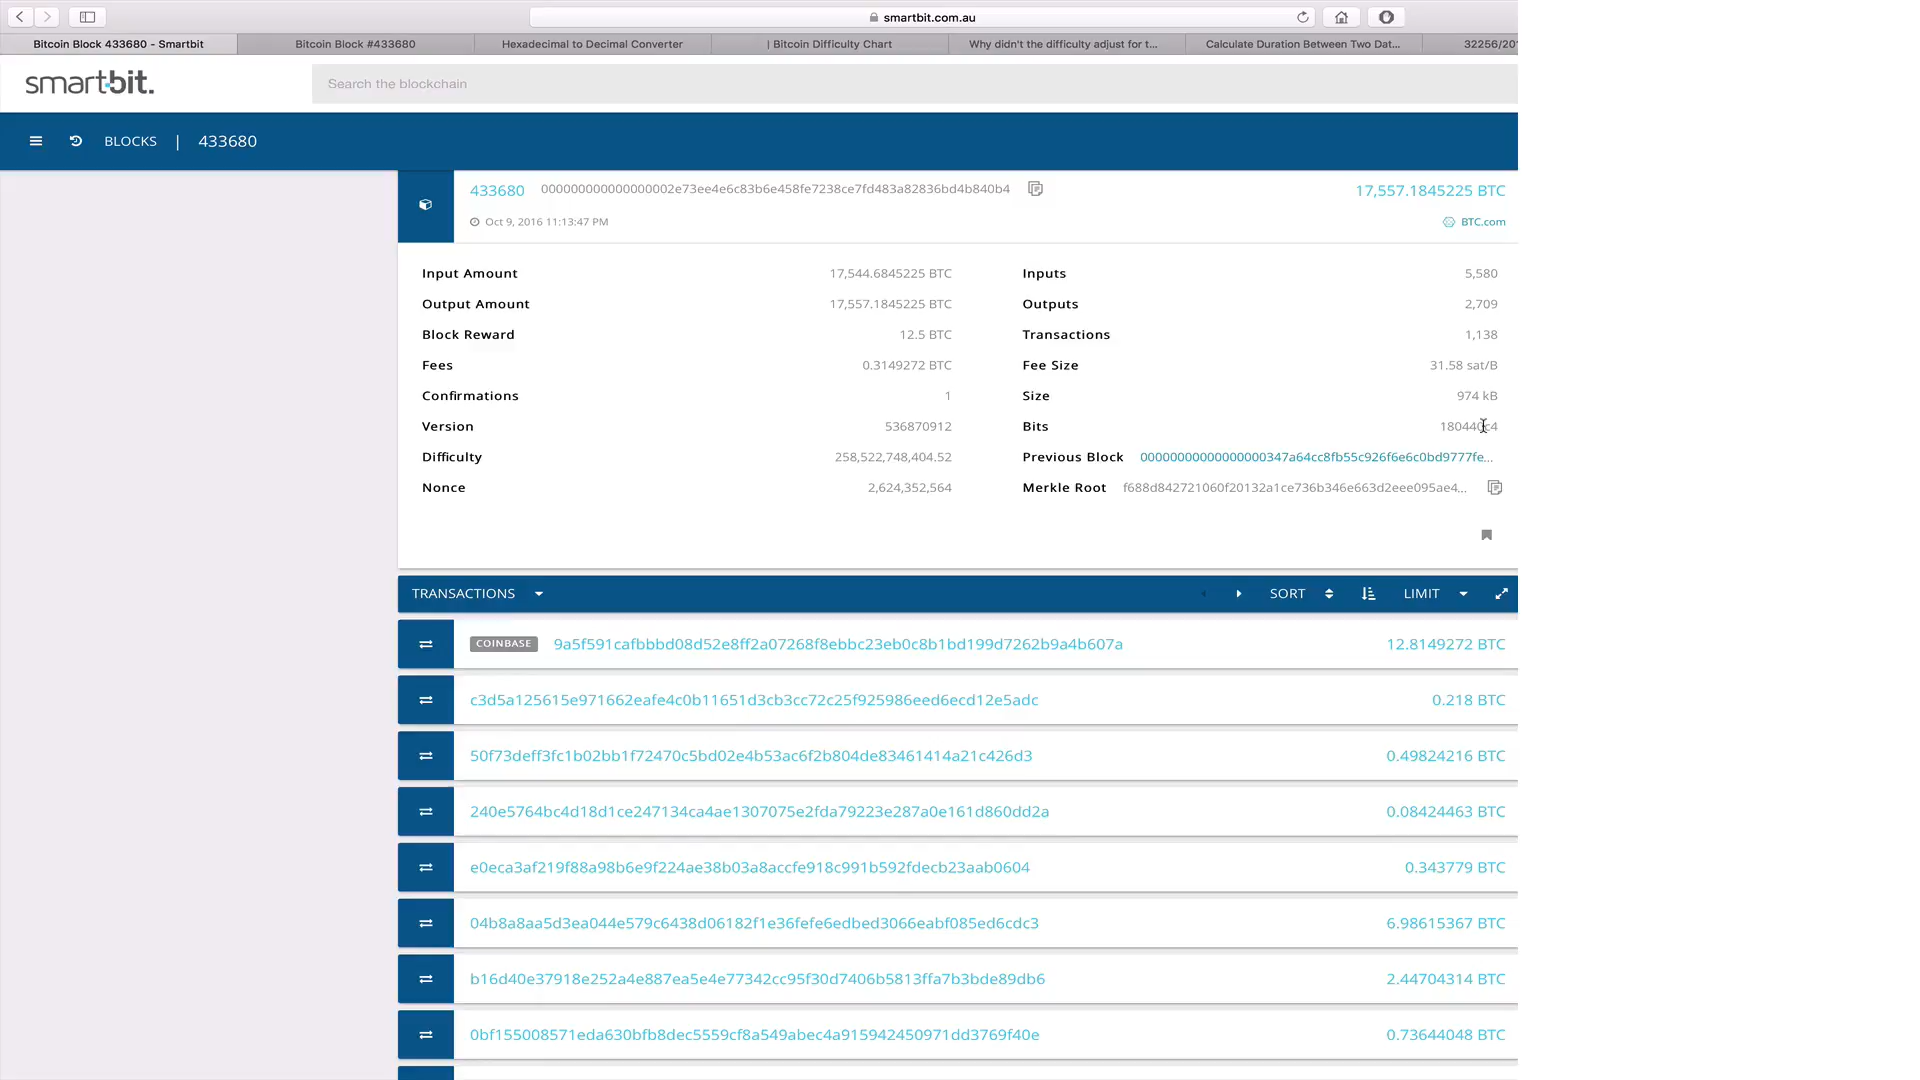 smartbit.com.au
Bitcoin Block 433680 - Smartbit
Bitcoin Block #433680
Hexadecimal to Decimal Converter
| Bitcoin Difficulty Chart
Why didn't the difficulty adjust for t...
Calculate Duration Between Two Dat...
32256/20
smartbit.
Search the blockchain
BLOCKS | 433680
433680 000000000000000002e73ee4e6c83b6e458fe7238ce7fd483a82836bd4b840b4 17,557.1845225 BTC
Oct 9, 2016 11:13:47 PM BTC.com
Input Amount 17,544.6845225 BTC
Output Amount 17,557.1845225 BTC
Block Reward 12.5 BTC
Fees 0.3149272 BTC
Confirmations 1
Version 536870912
Difficulty 258,522,748,404.52
Nonce 2,624,352,564
Inputs 5,580
Outputs 2,709
Transactions 1,138
Fee Size 31.58 sat/B
Size 974 kB
Bits
Previous Block 00000000000000000347a64cc8fb55c926f6e6c0bd9777fe...
Merkle Root f688d842721060f20132a1ce736b346e663d2eee095ae4...
TRANSACTIONS SORT LIMIT
COINBASE 9a5f591cafbbbd08d52e8ff2a07268f8ebbc23eb0c8b1bd199d7262b9a4b607a 12.8149272 BTC
c3d5a125615e971662eafe4c0b11651d3cb3cc72c25f925986eed6ecd12e5adc 0.218 BTC
50f73deff3fc1b02bb1f72470c5bd02e4b53ac6f2b804de83461414a21c426d3 0.49824216 BTC
240e5764bc4d18d1ce247134ca4ae1307075e2fda79223e287a0e161d860dd2a 0.08424463 BTC
e0eca3af219f88a98b6e9f224ae38b03a8accfe918c991b592fdecb23aab0604 0.343779 BTC
04b8a8aa5d3ea044e579c6438d06182f1e36fefe6edbed3066eabf085ed6cdc3 6.98615367 BTC
b16d40e37918e252a4e887ea5e4e77342cc95f30d7406b5813ffa7b3bde89db6 2.44704314 BTC
0bf155008571eda630bfb8dec5559cf8a549abec4a915942450971dd3769f40e 0.73644048 BTC